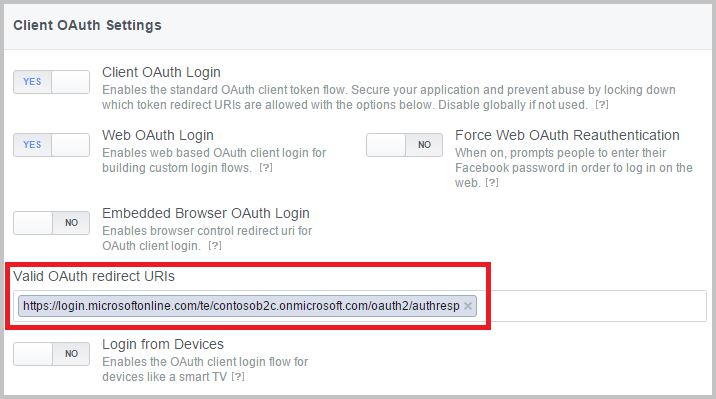 Client OAuth Settings
YES
Client OAuth Login
Enables the standard OAuth client token flow. Secure your application and prevent abuse by locking down
which token redirect URIs are allowed with the options below. Disable globally if not used. [?]
YES
Web OAuth Login
Enables web based OAuth client login for
building custom login flows. [?]
NO
Force Web OAuth Reauthentication
When on, prompts people to enter their
Facebook password in order to log in on the
web. [?]
NO
Embedded Browser OAuth Login
Enables browser control redirect uri for
OAuth client login. [?]
Valid OAuth redirect URIs
https://login.microsoftonline.com/te/contosob2c.onmicrosoft.com/oauth2/authresp ×
NO
Login from Devices
Enables the OAuth client login flow for
devices like a smart TV [?]